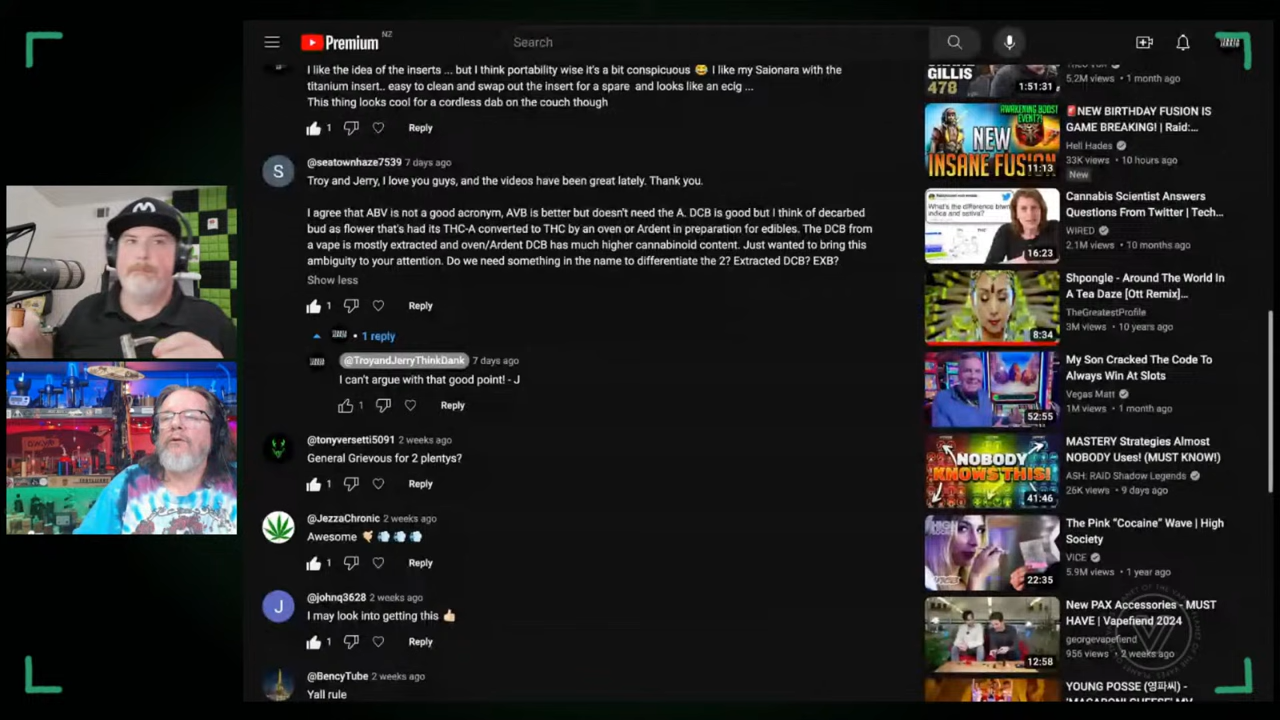 Premium NZ
Search
I like the idea of the inserts ... but I think portability wise it's a bit conspicuous 😅 I like my Saionara with the
titanium insert.. easy to clean and swap out the insert for a spare and looks like an ecig ...
This thing looks cool for a cordless dab on the couch though
1 Reply
S
@seatownhaze7539 7 days ago
Troy and Jerry, I love you guys, and the videos have been great lately. Thank you.
I agree that ABV is not a good acronym, AVB is better but doesn't need the A. DCB is good but I think of decarbed
bud as flower that's had its THC-A converted to THC by an oven or Ardent in preparation for edibles. The DCB from
a vape is mostly extracted and oven/Ardent DCB has much higher cannabinoid content. Just wanted to bring this
ambiguity to your attention. Do we need something in the name to differentiate the 2? Extracted DCB? EXB?
Show less
1 Reply
1 reply
@TroyandJerryThinkDank 7 days ago
I can't argue with that good point! - J
1 Reply
@tonyversetti5091 2 weeks ago
General Grievous for 2 plentys?
1 Reply
@JezzaChronic 2 weeks ago
Awesome 🤙🏻 💨 💨 💨
1 Reply
J
@johnq3628 2 weeks ago
I may look into getting this 👍🏻
1 Reply
@BencyTube 2 weeks ago
Yall rule
GILLIS
478
1:51:31
5.2M views • 1 month ago
AWAKENING BOOST
EVENT?!
NEW
INSANE FUSION
11:13
🚨NEW BIRTHDAY FUSION IS
GAME BREAKING! | Raid:...
Hell Hades
33K views • 10 hours ago
New
16:23
Cannabis Scientist Answers
Questions From Twitter | Tech...
WIRED
2.1M views • 10 months ago
8:34
Shpongle - Around The World In
A Tea Daze [Ott Remix]...
TheGreatestProfile
3M views • 10 years ago
52:55
My Son Cracked The Code To
Always Win At Slots
Vegas Matt
1M views • 1 month ago
NOBODY
KNOWS THIS!
41:46
MASTERY Strategies Almost
NOBODY Uses! (MUST KNOW!)
ASH: RAID Shadow Legends
26K views • 9 days ago
HIGH
22:35
The Pink “Cocaine” Wave | High
Society
VICE
5.9M views • 1 year ago
12:58
New PAX Accessories - MUST
HAVE | Vapefiend 2024
georgevapefiend
956 views • 2 weeks ago
YOUNG POSSE (영파씨) -